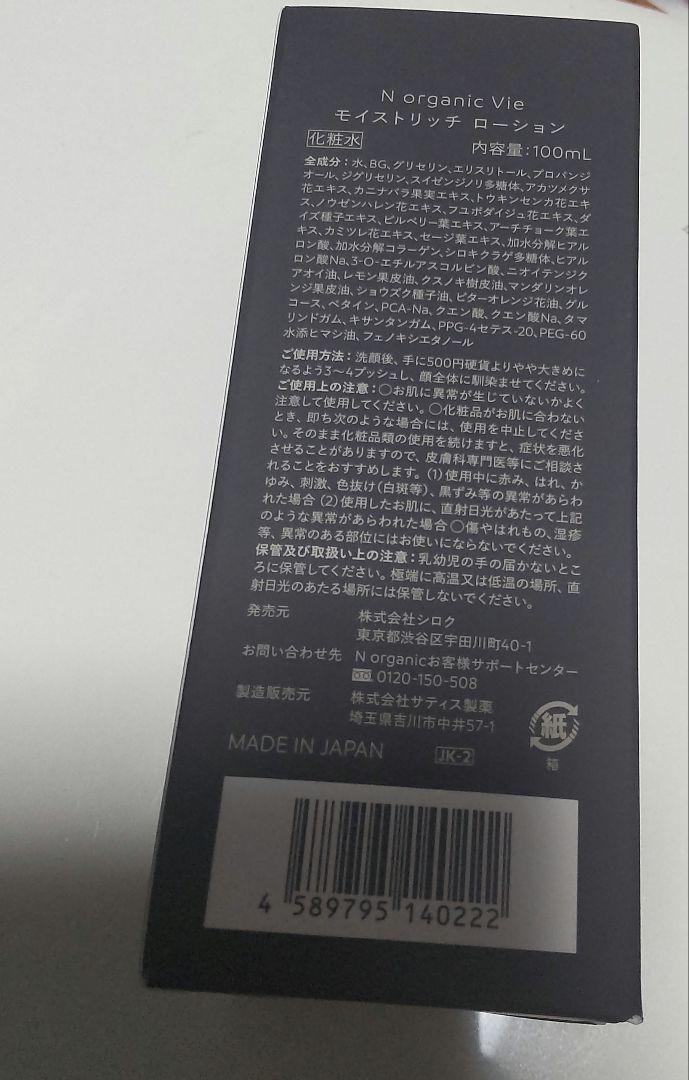 N organic Vie
モイストリッチ ローション
化粧水
内容量:100mL
全成分:水、BG、グリセリン、エリスリトール、プロパンジ
オール、ジグリセリン、スイゼンジノリ多糖体、アカツメクサ
花エキス、カニナバラ果実エキス、トウキンセンカ花エキ
ス、ノウゼンハレン花エキス、フユボダイジュ花エキス、ダ
イズ種子エキス、ビルベリー葉エキス、アーチチョーク葉エ
キス、カミツレ花エキス、セージ葉エキス、加水分解ヒアル
ロン酸、加水分解コラーゲン、シロキクラゲ多糖体、ヒアル
ロン酸Na、3-O-エチルアスコルビン酸、ニオイテンジク
アオイ油、レモン果皮油、クスノキ樹皮油、マンダリンオレ
ンジ果皮油、ショウズク種子油、ビターオレンジ花油、グル
コース、ベタイン、PCA-Na、クエン酸、クエン酸Na、タマ
リンドガム、キサンタンガム、PPG-4セテス-20、PEG-60
水添ヒマシ油、フェノキシエタノール
ご使用方法:洗顔後、手に500円硬貨よりやや大きめに
なるよう3〜4プッシュし、顔全体に馴染ませてください。
ご使用上の注意:○お肌に異常が生じていないかよく
注意して使用してください。○化粧品がお肌に合わない
とき、即ち次のような場合には、使用を中止してくださ
い。そのまま化粧品類の使用を続けますと、症状を悪化
させることがありますので、皮膚科専門医等にご相談さ
れることをおすすめします。(1)使用中に赤み、はれ、か
ゆみ、刺激、色抜け(白斑等)、黒ずみ等の異常があらわ
れた場合 (2)使用したお肌に、直射日光があたって上記
のような異常があらわれた場合 ○傷やはれもの、湿疹
等、異常のある部位にはお使いにならないでください。
保管及び取扱い上の注意:乳幼児の手の届かないとこ
ろに保管してください。極端に高温又は低温の場所、直
射日光のあたる場所には保管しないでください。
発売元 株式会社シロク
東京都渋谷区宇田川町40-1
お問い合わせ先 N organicお客様サポートセンター
0120-150-508
製造販売元 株式会社サティス製薬
埼玉県吉川市中井57-1
紙
箱
MADE IN JAPAN JK-2
4 589795 140222